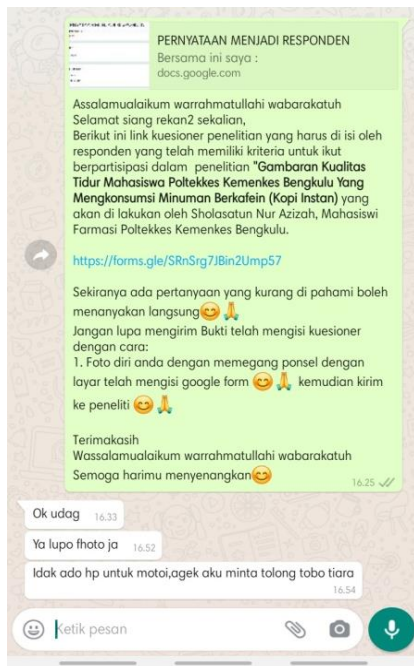 PERNYATAAN MENJADI RESPONDEN
Bersama ini saya :
docs.google.com
Assalamualaikum warrahmatullahi wabarakatuh
Selamat siang rekan2 sekalian,
Berikut ini link kuesioner penelitian yang harus di isi oleh
responden yang telah memiliki kriteria untuk ikut
berpartisipasi dalam penelitian "Gambaran Kualitas
Tidur Mahasiswa Poltekkes Kemenkes Bengkulu Yang
Mengkonsumsi Minuman Berkafein (Kopi Instan) yang
akan di lakukan oleh Sholasatun Nur Azizah, Mahasiswi
Farmasi Poltekkes Kemenkes Bengkulu.
https://forms.gle/SRnSrg7JBin2Ump57
Sekiranya ada pertanyaan yang kurang di pahami boleh
menanyakan langsung😊🙏
Jangan lupa mengirim Bukti telah mengisi kuesioner
dengan cara:
1. Foto diri anda dengan memegang ponsel dengan
layar telah mengisi google form 😊🙏 kemudian kirim
ke peneliti 😊🙏
Terimakasih
Wassalamualaikum warrahmatullahi wabarakatuh
Semoga harimu menyenangkan😊
16.25
Ok udag 16.33
Ya lupo fhoto ja 16.52
Idak ado hp untuk motoi,agek aku minta tolong tobo tiara
16.54
Ketik pesan